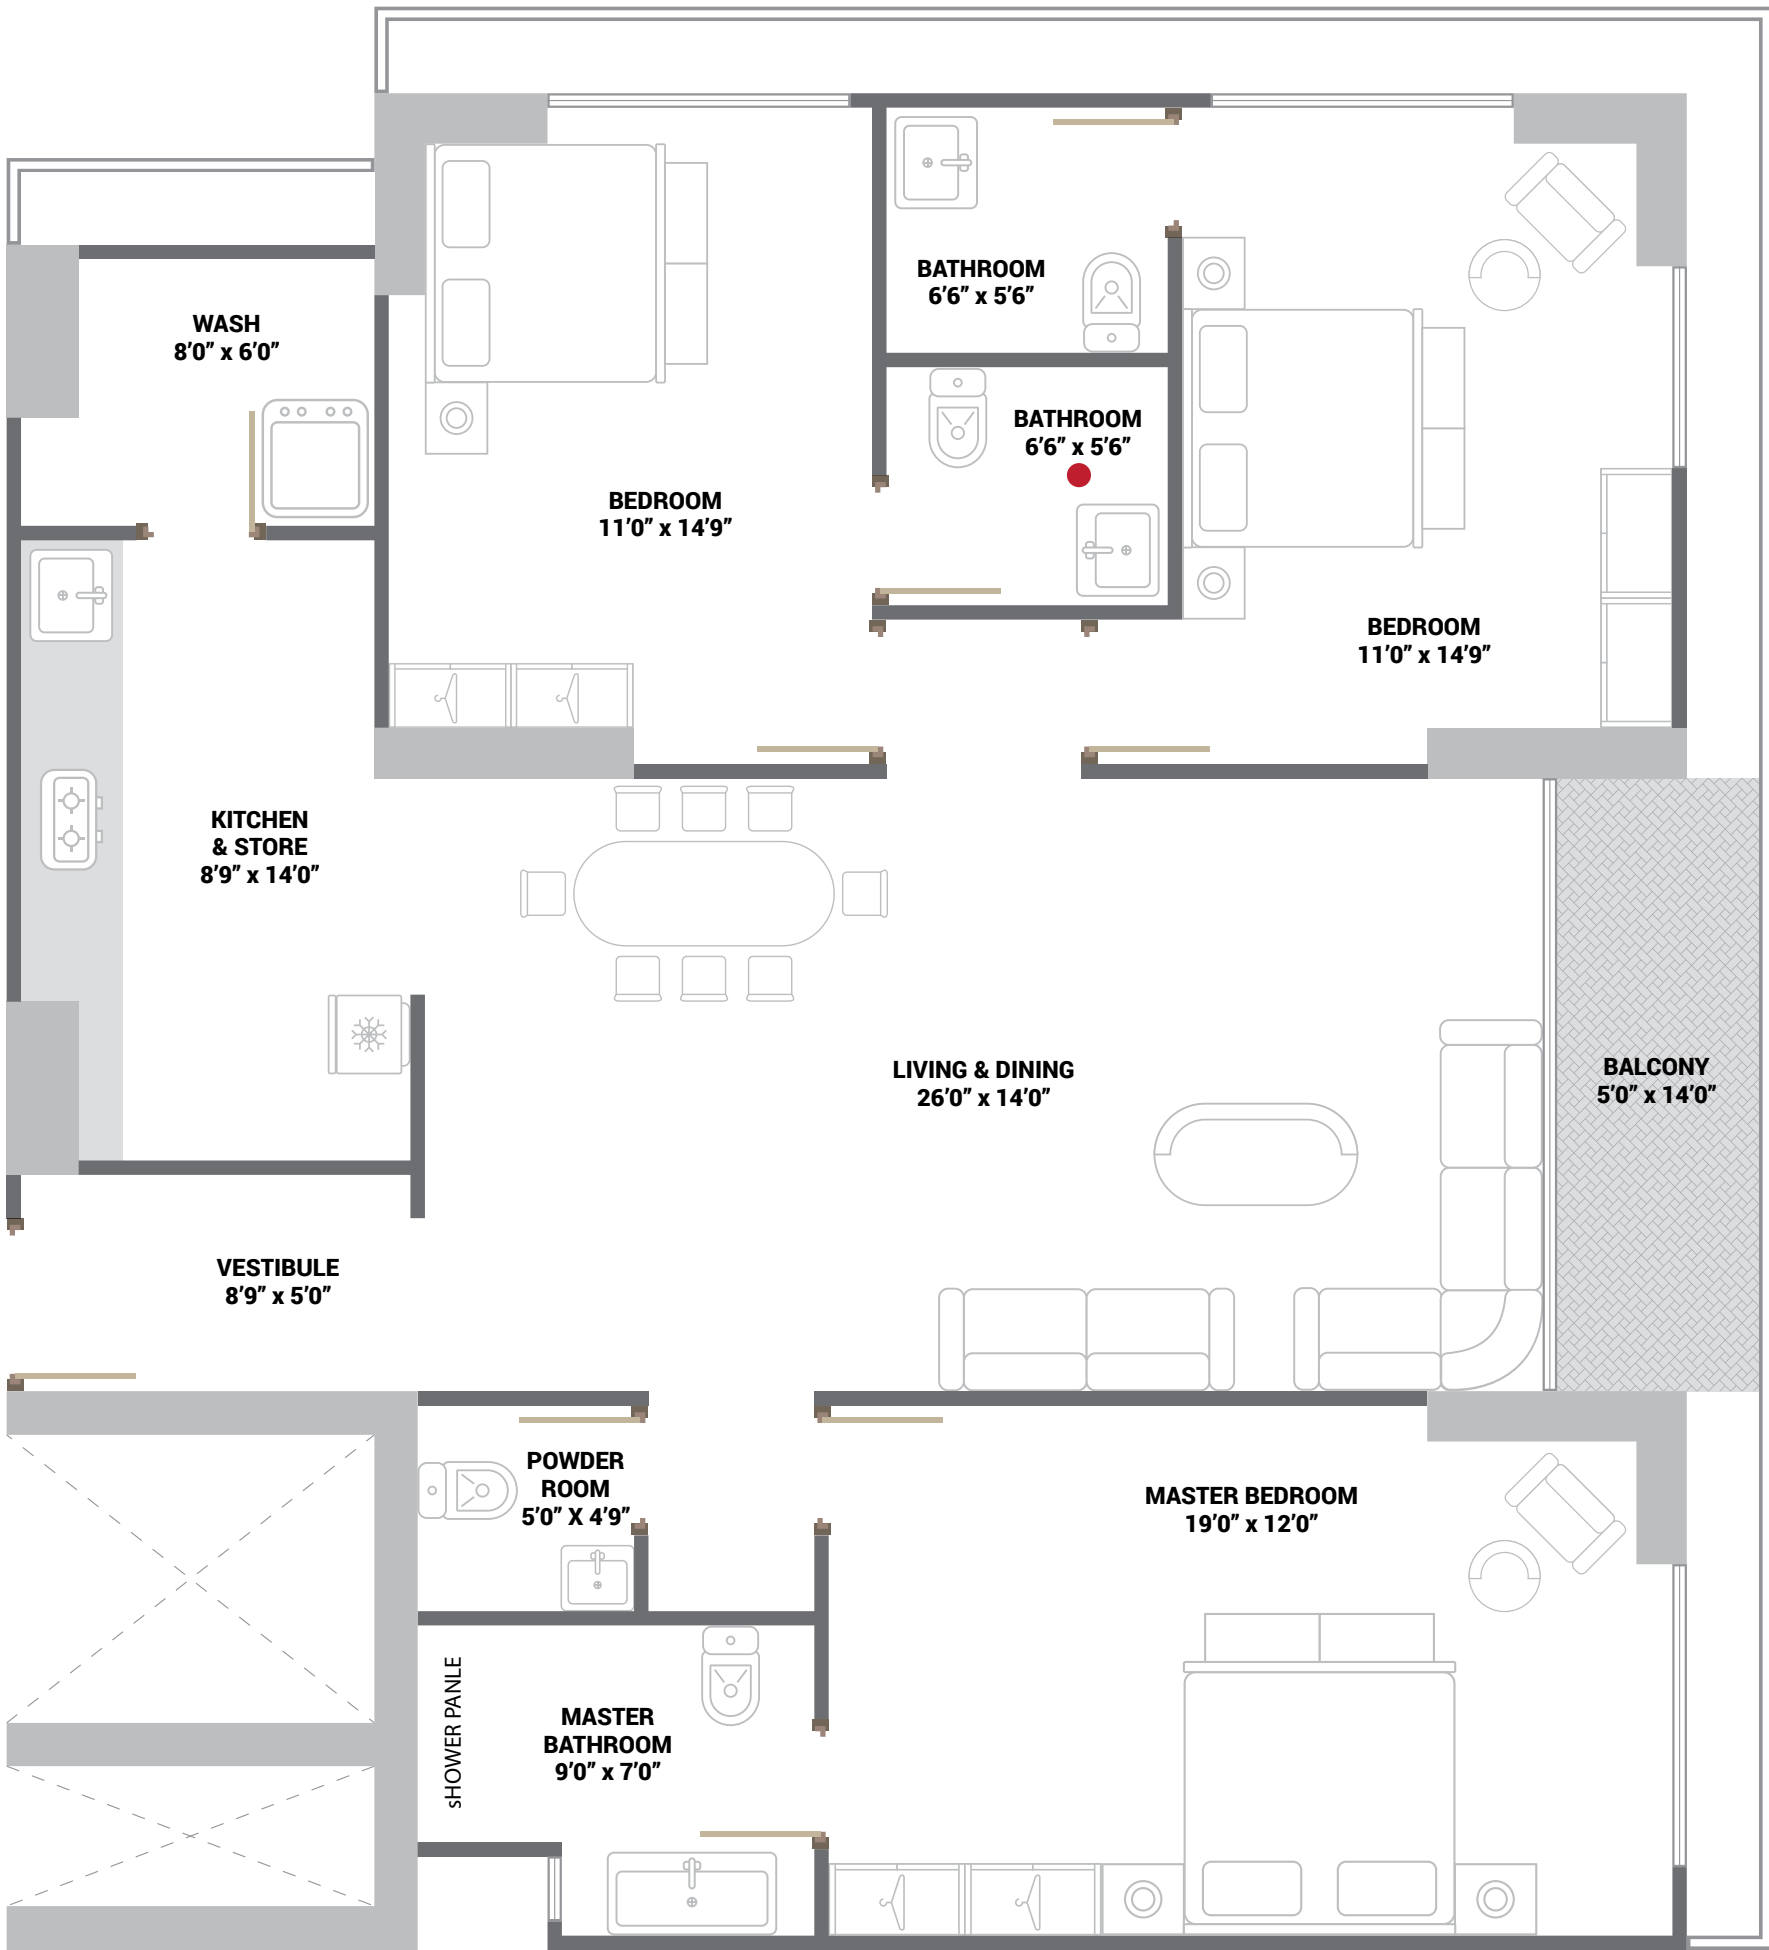 BATHROOM
6’6” x 5’6”
WASH
8’0” x 6’0”
BATHROOM
6’6” x 5’6”
BEDROOM
11’0” x 14’9”
BEDROOM
11’0” x 14’9”
KITCHEN
& STORE
8’9” x 14’0”
LIVING & DINING
26’0” x 14’0”
BALCONY
5’0” x 14’0”
VESTIBULE
8’9” x 5’0”
POWDER
ROOM
5’0” X 4’9”
MASTER BEDROOM
19’0” x 12’0”
sHOWER PANLE
MASTER
BATHROOM
9’0” x 7’0”